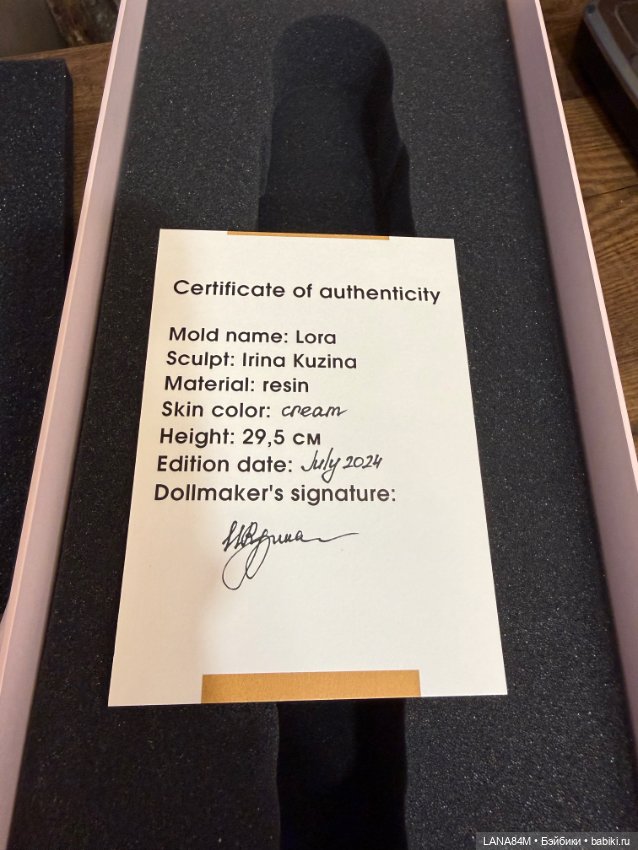 Certificate of authenticity
Mold name: Lora
Sculpt: Irina Kuzina
Material: resin
Skin color: cream
Height: 29,5 см
Edition date: July 2024
Dollmaker's signature:
LANA84M • Бэйбики • babiki.ru